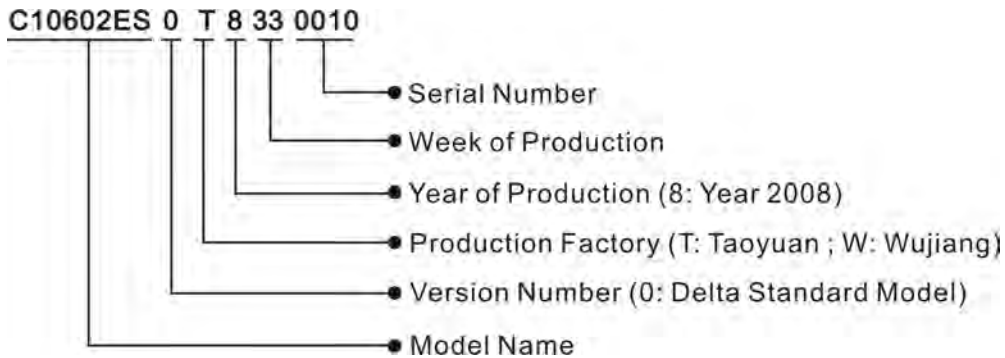 C10602ES 0 T 8 33 0010
Serial Number
Week of Production
Year of Production (8: Year 2008)
Production Factory (T: Taoyuan ; W: Wujiang)
Version Number (0: Delta Standard Model)
Model Name